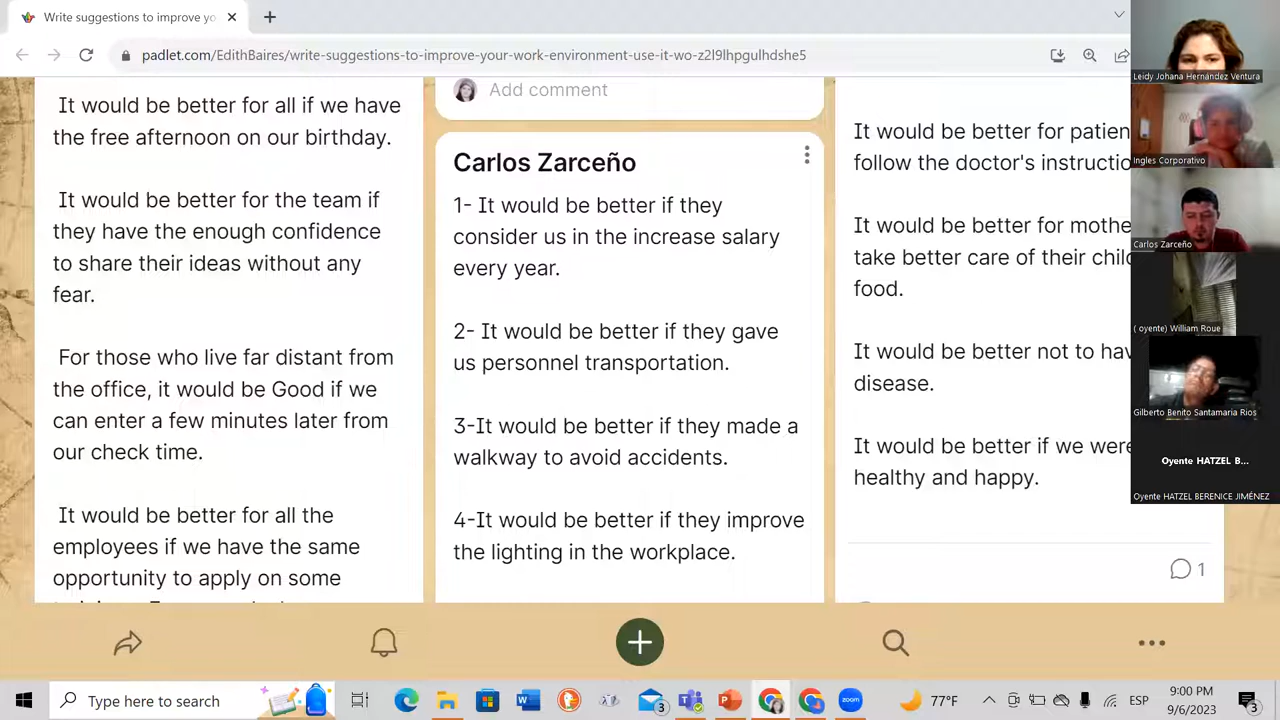 Write suggestions to improve yo
padlet.com/EdithBaires/write-suggestions-to-improve-your-work-environment-use-it-wo-z2l9lhpgulhdshe5
It would be better for all if we have
the free afternoon on our birthday.
It would be better for the team if
they have the enough confidence
to share their ideas without any
fear.
For those who live far distant from
the office, it would be Good if we
can enter a few minutes later from
our check time.
It would be better for all the
employees if we have the same
opportunity to apply on some
Add comment
Carlos Zarceño
1- It would be better if they
consider us in the increase salary
every year.
2- It would be better if they gave
us personnel transportation.
3-It would be better if they made a
walkway to avoid accidents.
4-It would be better if they improve
the lighting in the workplace.
It would be better for patien
follow the doctor's instructio
It would be better for mothe
take better care of their chil
food.
It would be better not to hav
disease.
It would be better if we were
healthy and happy.
1
Leidy Johana Hernández Ventura
Ingles Corporativo
Carlos Zarceño
( oyente) William Roue
Gilberto Benito Santamaria Rios
Oyente HATZEL B...
Oyente HATZEL BERENICE JIMÉNEZ
Type here to search
3
77°F
ESP
9:00 PM
9/6/2023
3